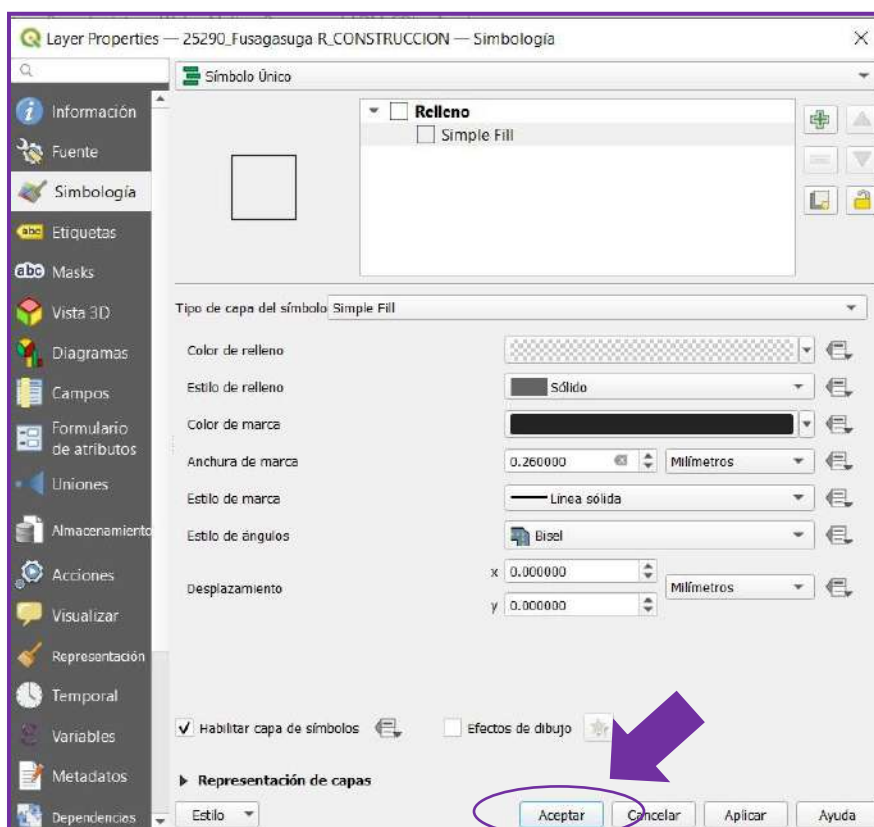 Layer Properties — 25290_Fusagasuga R_CONSTRUCCION — Simbología
Símbolo Único
Información
Fuente
Simbología
Etiquetas
Masks
Vista 3D
Diagramas
Campos
Formulario
de atributos
Uniones
Almacenamiento
Acciones
Visualizar
Representación
Temporal
Variables
Metadatos
Dependencias
Relleno
Simple Fill
Tipo de capa del símbolo Simple Fill
Color de relleno
Estilo de relleno Sólido
Color de marca
Anchura de marca 0.260000 Milímetros
Estilo de marca Línea sólida
Estilo de ángulos Bisel
Desplazamiento x 0.000000 Milímetros
y 0.000000
Habilitar capa de símbolos Efectos de dibujo
Representación de capas
Estilo Aceptar Cancelar Aplicar Ayuda